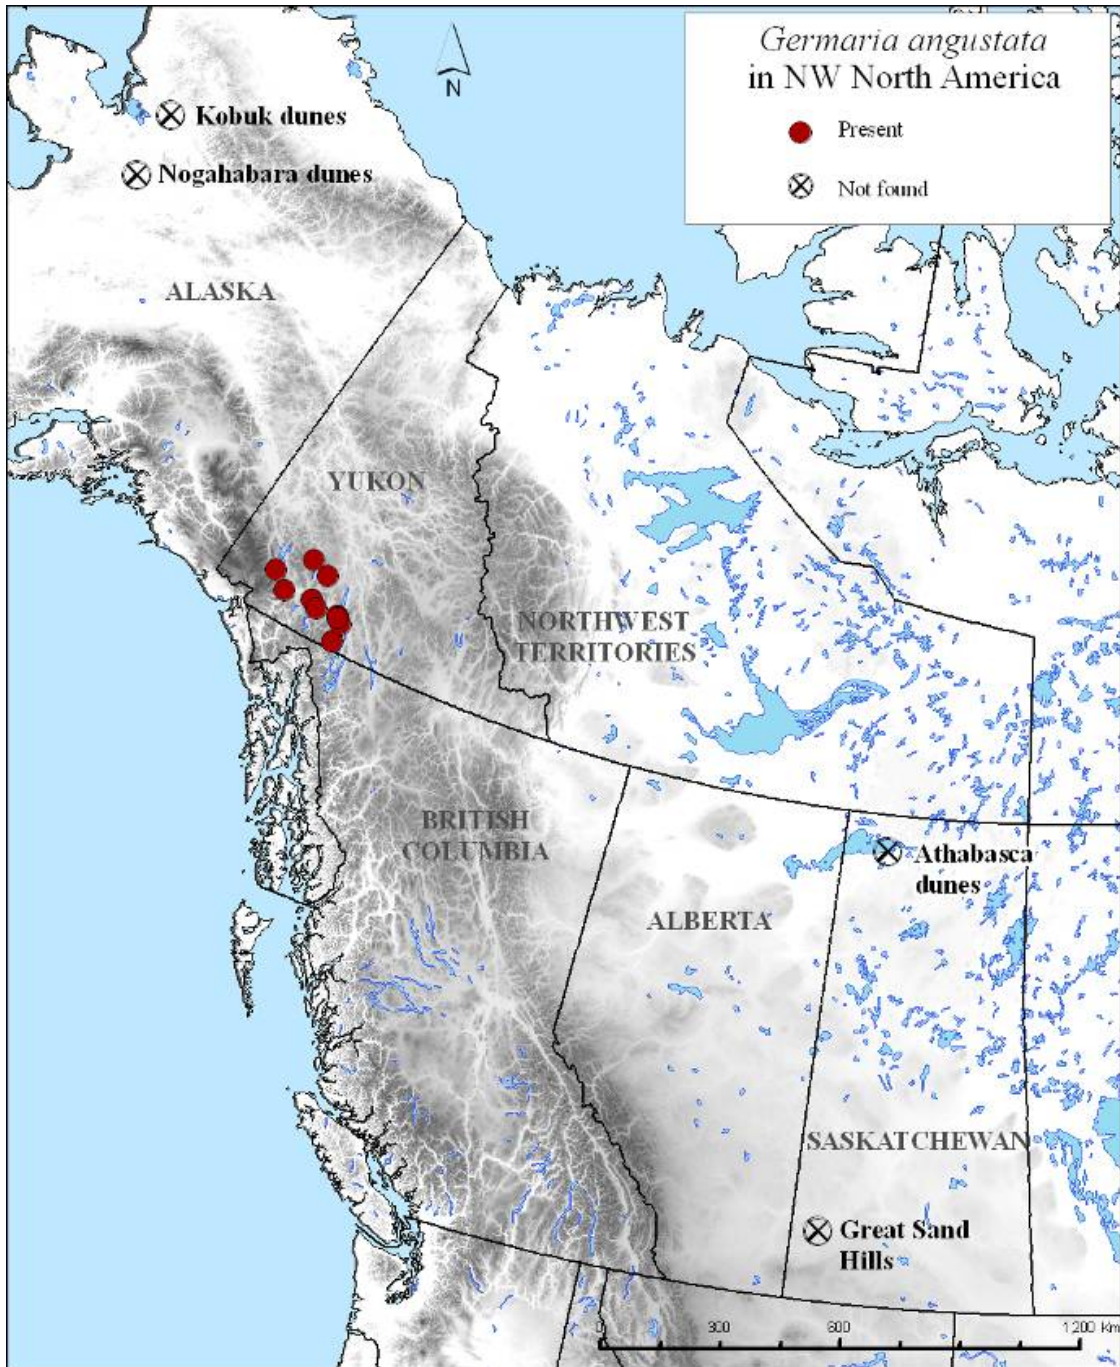 Germaria angustata
in NW North America
Present
Not found
N
Kobuk dunes
Nogahabara dunes
ALASKA
YUKON
NORTHWEST
TERRITORIES
BRITISH
COLUMBIA
Athabasca
dunes
ALBERTA
SASKATCHEWAN
Great Sand
Hills
0 300 600 1,200 Km